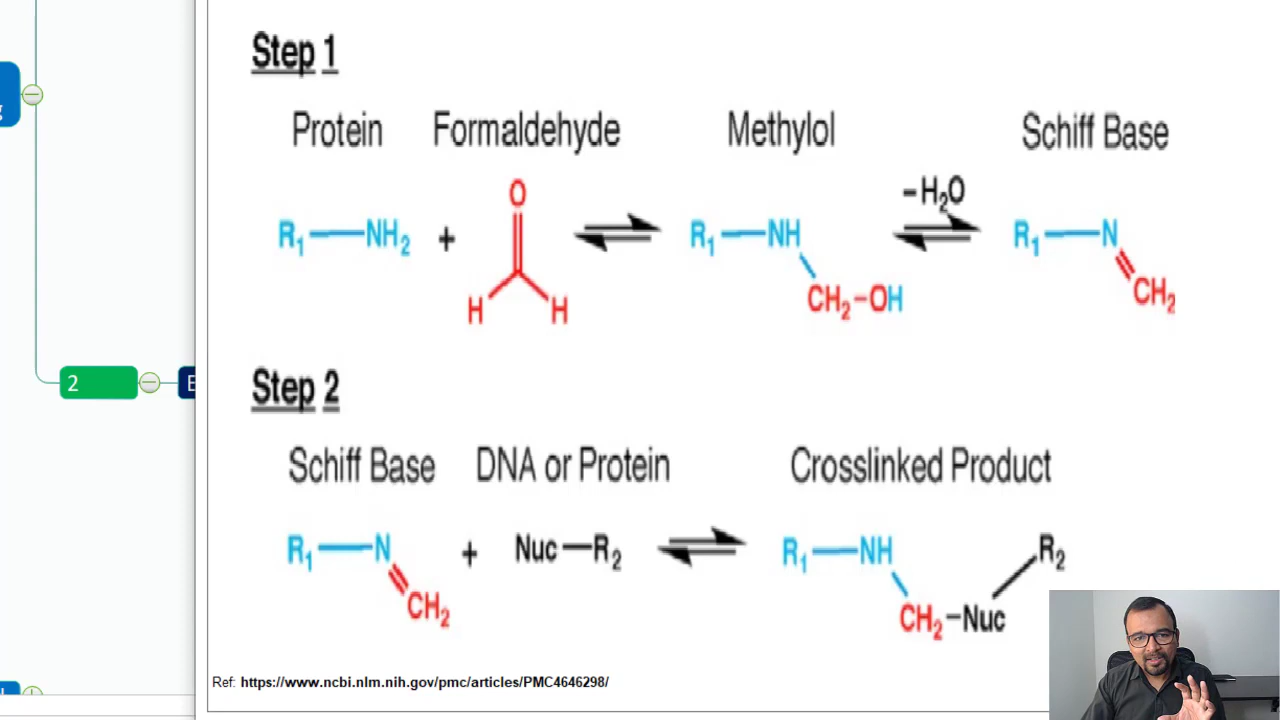 Step 1
Protein Formaldehyde Methylol Schiff Base
R₁—NH₂ + O H H R₁—NH CH₂-OH –H₂O R₁—N CH₂
Step 2
Schiff Base DNA or Protein Crosslinked Product
R₁—N CH₂ + Nuc—R₂ R₁—NH CH₂-Nuc R₂
2
Ref: https://www.ncbi.nlm.nih.gov/pmc/articles/PMC4646298/